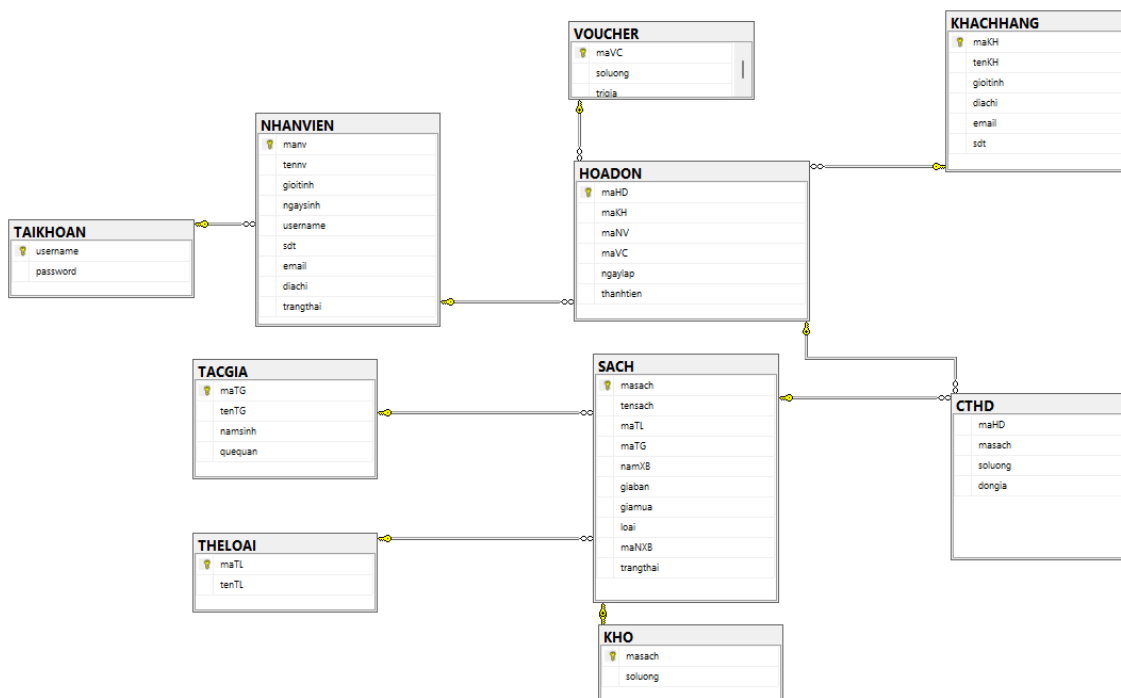 VOUCHER
maVC
soluong
trigia
KHACHHANG
maKH
tenKH
gioitinh
diachi
email
sdt
NHANVIEN
manv
tennv
gioitinh
ngaysinh
username
sdt
email
diachi
trangthai
HOADON
maHD
maKH
maNV
maVC
ngaylap
thanhtien
TAIKHOAN
username
password
TACGIA
maTG
tenTG
namsinh
quequan
SACH
masach
tensach
maTL
maTG
namXB
giaban
giamua
loai
maNXB
trangthai
CTHD
maHD
masach
soluong
dongia
THELOAI
maTL
tenTL
KHO
masach
soluong